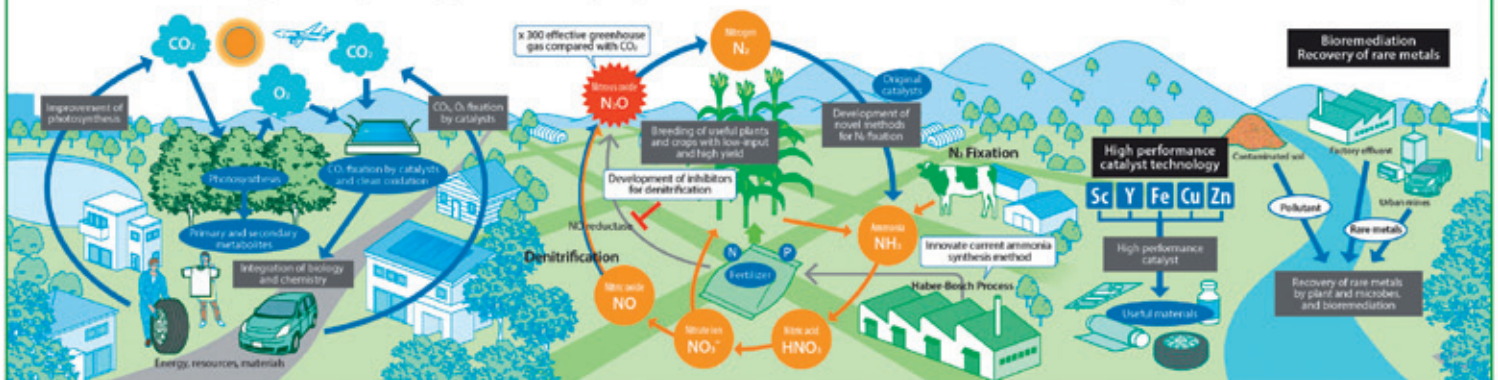 CO₂
CO₂
O₂
Improvement of
photosynthesis
CO₂, O₂ fixation
by catalysts
Photosynthesis
CO₂ fixation by catalysts
and clean oxidation
Primary and secondary
metabolites
Integration of biology
and chemistry
Energy, resources, materials
x 300 effective greenhouse
gas compared with CO₂
Nitrogen
N₂
Nitrous oxide
N₂O
Original
catalysts
Breeding of useful plants
and crops with low-input
and high yield
Development of
novel methods
for N₂ fixation
N₂ Fixation
Development of inhibitors
for denitrification
NO reductase
Denitrification
N
P
Fertilizer
Ammonia
NH₃
Innovate current ammonia
synthesis method
Haber-Bosch Process
Nitric oxide
NO
Nitrate ion
NO₃⁻
Nitric acid
HNO₃
High performance
catalyst technology
Sc Y Fe Cu Zn
High performance
catalyst
Useful materials
Bioremediation
Recovery of rare metals
Contaminated soil
Factory effluent
Urban mines
Pollutant
Rare metals
Recovery of rare metals
by plant and microbes,
and bioremediation